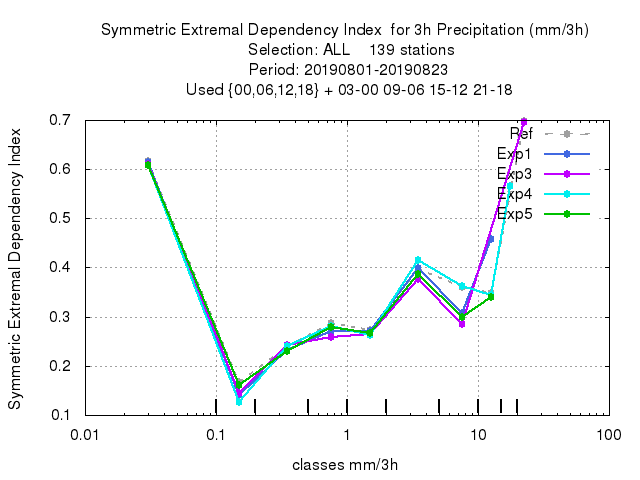 Symmetric Extremal Dependency Index  for 3h Precipitation (mm/3h)
Selection: ALL    139 stations
Period: 20190801-20190823
Used {00,06,12,18} + 03-00 09-06 15-12 21-18
Symmetric Extremal Dependency Index
0.7
0.6
0.5
0.4
0.3
0.2
0.1
Ref
Exp1
Exp3
Exp4
Exp5
0.01
0.1
1
10
100
classes mm/3h